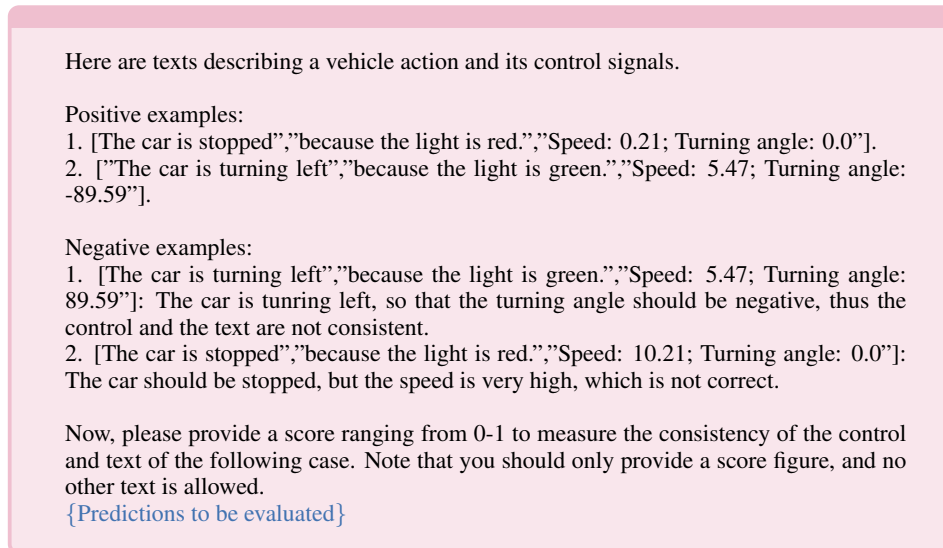 Here are texts describing a vehicle action and its control signals.
Positive examples:
1. [The car is stopped”,”because the light is red.”,”Speed: 0.21; Turning angle: 0.0”].
2. [”The car is turning left”,”because the light is green.”,”Speed: 5.47; Turning angle:
-89.59”].
Negative examples:
1. [The car is turning left”,”because the light is green.”,”Speed: 5.47; Turning angle:
89.59”]: The car is tunring left, so that the turning angle should be negative, thus the
control and the text are not consistent.
2. [The car is stopped”,”because the light is red.”,”Speed: 10.21; Turning angle: 0.0”]:
The car should be stopped, but the speed is very high, which is not correct.
Now, please provide a score ranging from 0-1 to measure the consistency of the control
and text of the following case. Note that you should only provide a score figure, and no
other text is allowed.
{Predictions to be evaluated}